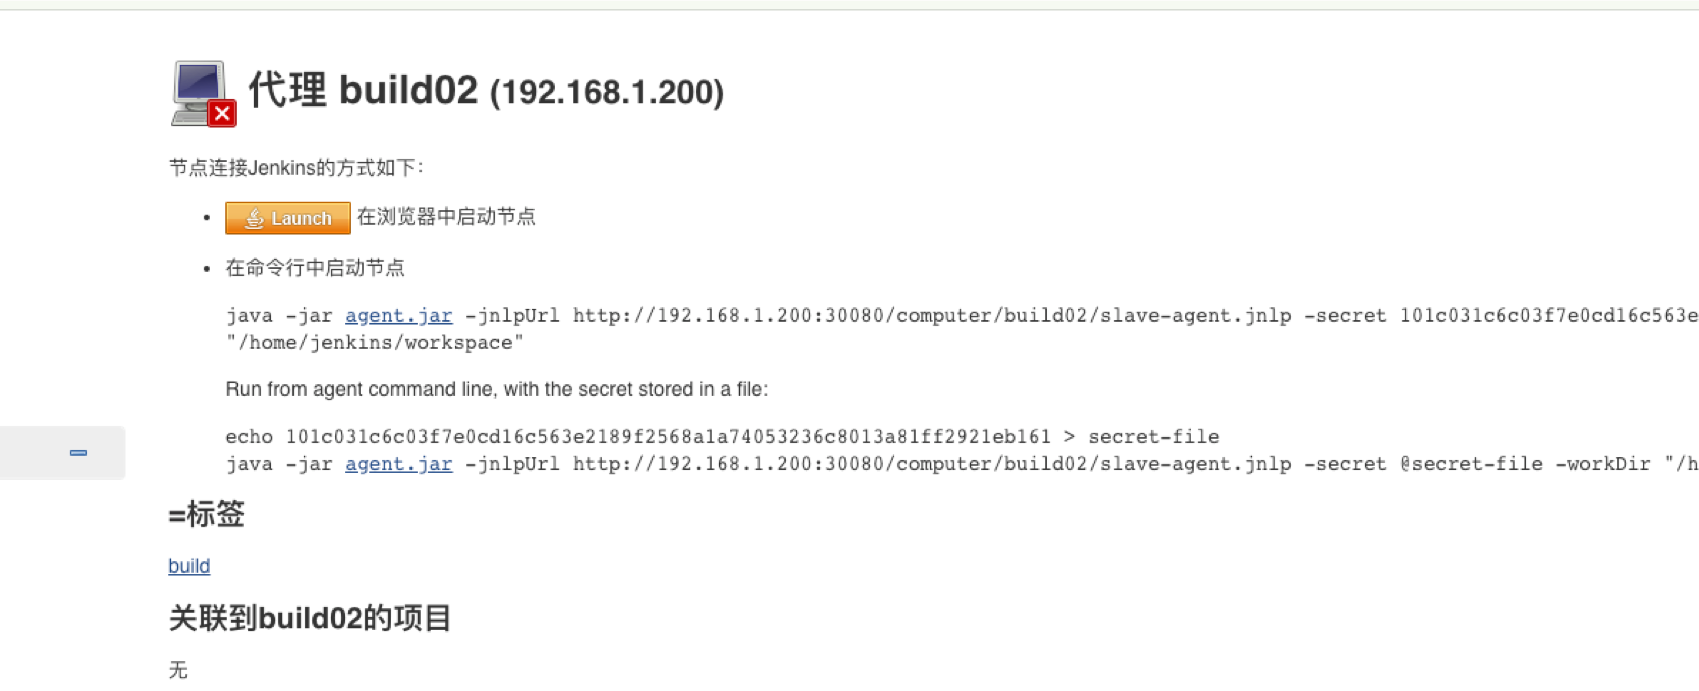 代理 build02 (192.168.1.200)
节点连接Jenkins的方式如下：
• Launch 在浏览器中启动节点
• 在命令行中启动节点
java -jar agent.jar -jnlpUrl http://192.168.1.200:30080/computer/build02/slave-agent.jnlp -secret 101c031c6c03f7e0cd16c563e
"/home/jenkins/workspace"
Run from agent command line, with the secret stored in a file:
echo 101c031c6c03f7e0cd16c563e2189f2568a1a74053236c8013a81ff2921eb161 > secret-file
java -jar agent.jar -jnlpUrl http://192.168.1.200:30080/computer/build02/slave-agent.jnlp -secret @secret-file -workDir "/h
=标签
build
关联到build02的项目
无